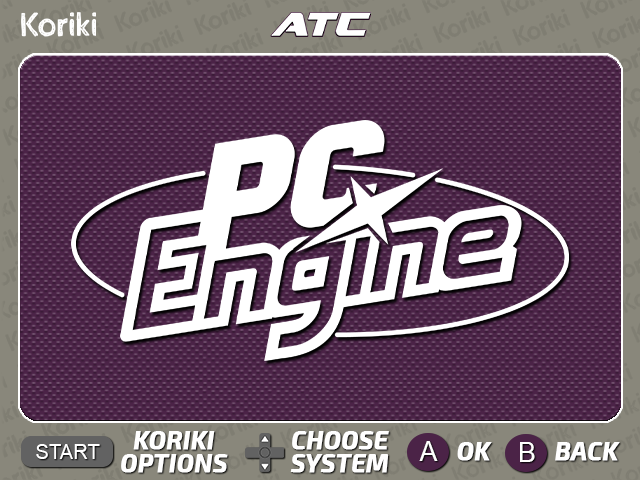 Koriki
ATC
PC
Engine
START
KORIKI
OPTIONS
CHOOSE
SYSTEM
A
OK
B
BACK